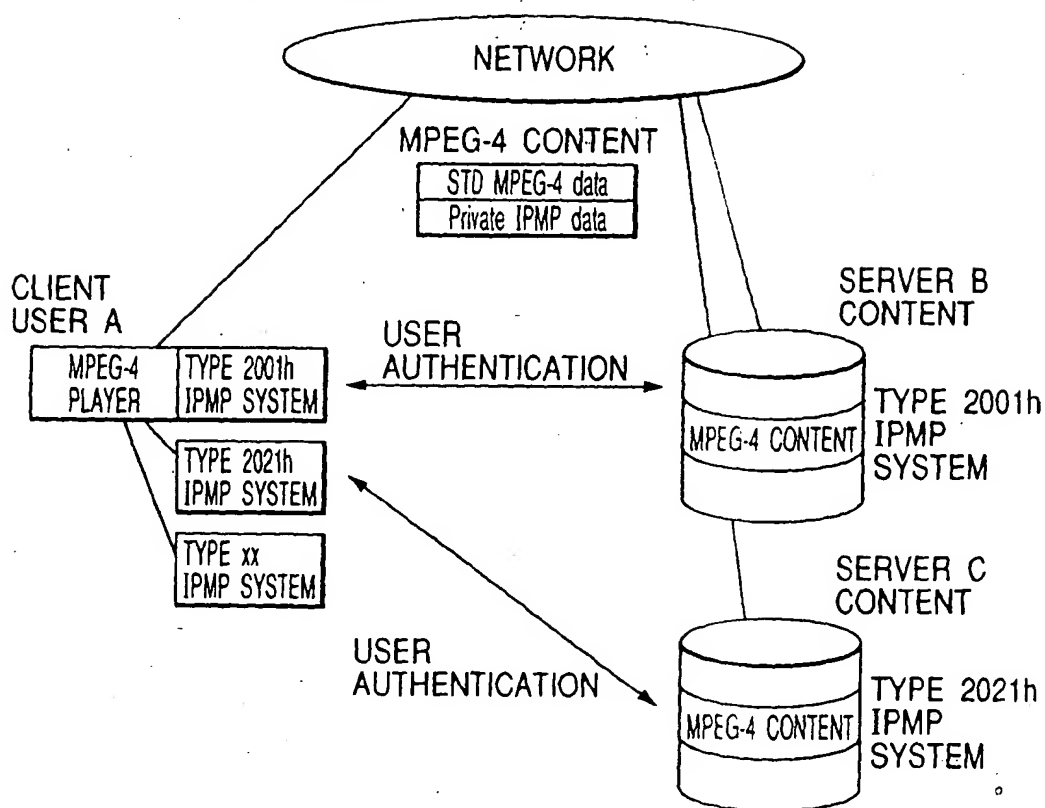 NETWORK
MPEG-4 CONTENT
STD MPEG-4 data
Private IPMP data
CLIENT
USER A
MPEG-4
PLAYER
TYPE 2001h
IPMP SYSTEM
TYPE 2021h
IPMP SYSTEM
TYPE xx
IPMP SYSTEM
USER
AUTHENTICATION
SERVER B
CONTENT
MPEG-4 CONTENT
TYPE 2001h
IPMP
SYSTEM
USER
AUTHENTICATION
SERVER C
CONTENT
MPEG-4 CONTENT
TYPE 2021h
IPMP
SYSTEM